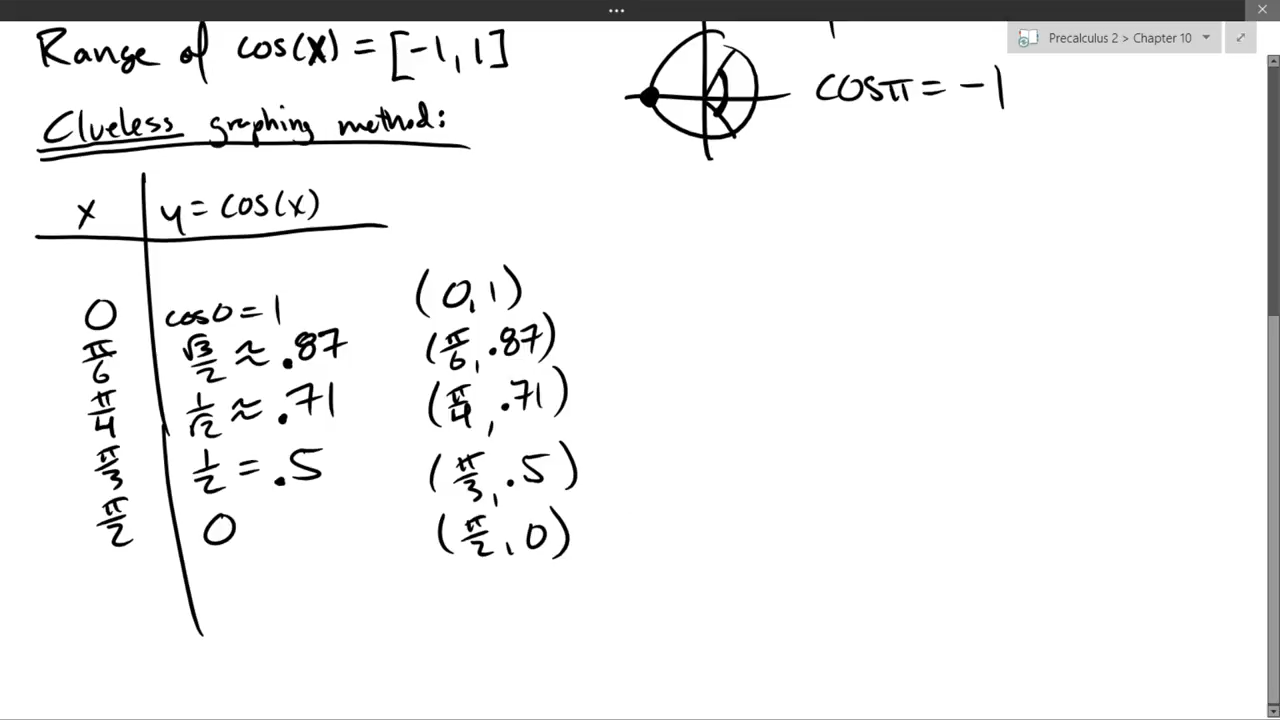 ...
Precalculus 2 > Chapter 10
Range of cos(x) = [-1, 1]
cosπ = -1
Clueless graphing method:
x y = cos(x)
0 cos0 = 1 (0, 1)
π/6 √3/2 ≈ .87 (π/6, .87)
π/4 1/√2 ≈ .71 (π/4, .71)
π/3 1/2 = .5 (π/3, .5)
π/2 0 (π/2, 0)